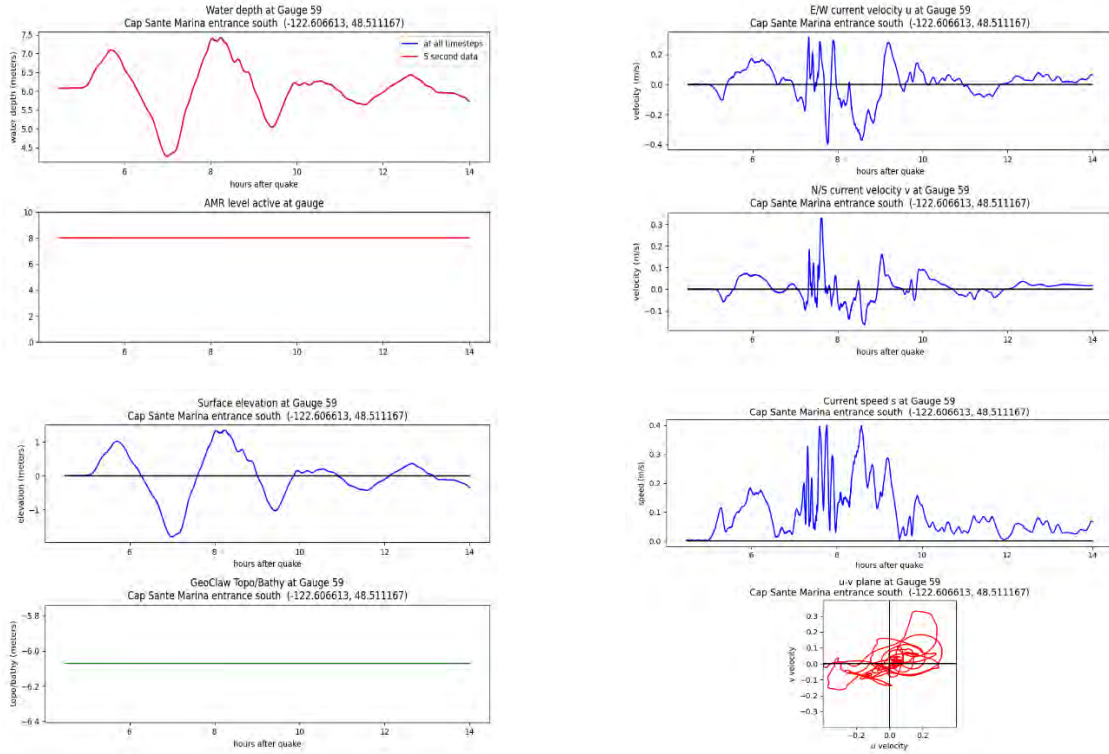 Water depth at Gauge 59
Cap Sante Marina entrance south (-122.606613, 48.511167)
7.5
7.0
6.5
6.0
5.5
5.0
4.5
water depth (meters)
at all timesteps
5 second data
6 8 10 12 14
hours after quake
AMR level active at gauge
10
8
6
4
2
0
6 8 10 12 14
hours after quake
Surface elevation at Gauge 59
Cap Sante Marina entrance south (-122.606613, 48.511167)
1
0
−1
elevation (meters)
6 8 10 12 14
hours after quake
GeoClaw Topo/Bathy at Gauge 59
Cap Sante Marina entrance south (-122.606613, 48.511167)
−5.8
−6.0
−6.2
−6.4
topo/bathy (meters)
6 8 10 12 14
hours after quake
E/W current velocity u at Gauge 59
Cap Sante Marina entrance south (-122.606613, 48.511167)
0.2
0.0
−0.2
−0.4
velocity (m/s)
6 8 10 12 14
hours after quake
N/S current velocity v at Gauge 59
Cap Sante Marina entrance south (-122.606613, 48.511167)
0.3
0.2
0.1
0.0
−0.1
velocity (m/s)
6 8 10 12 14
hours after quake
Current speed s at Gauge 59
Cap Sante Marina entrance south (-122.606613, 48.511167)
0.4
0.3
0.2
0.1
0.0
speed (m/s)
6 8 10 12 14
hours after quake
u-v plane at Gauge 59
Cap Sante Marina entrance south (-122.606613, 48.511167)
0.3
0.2
0.1
0.0
−0.1
−0.2
−0.3
v velocity
−0.2 0.0 0.2
u velocity